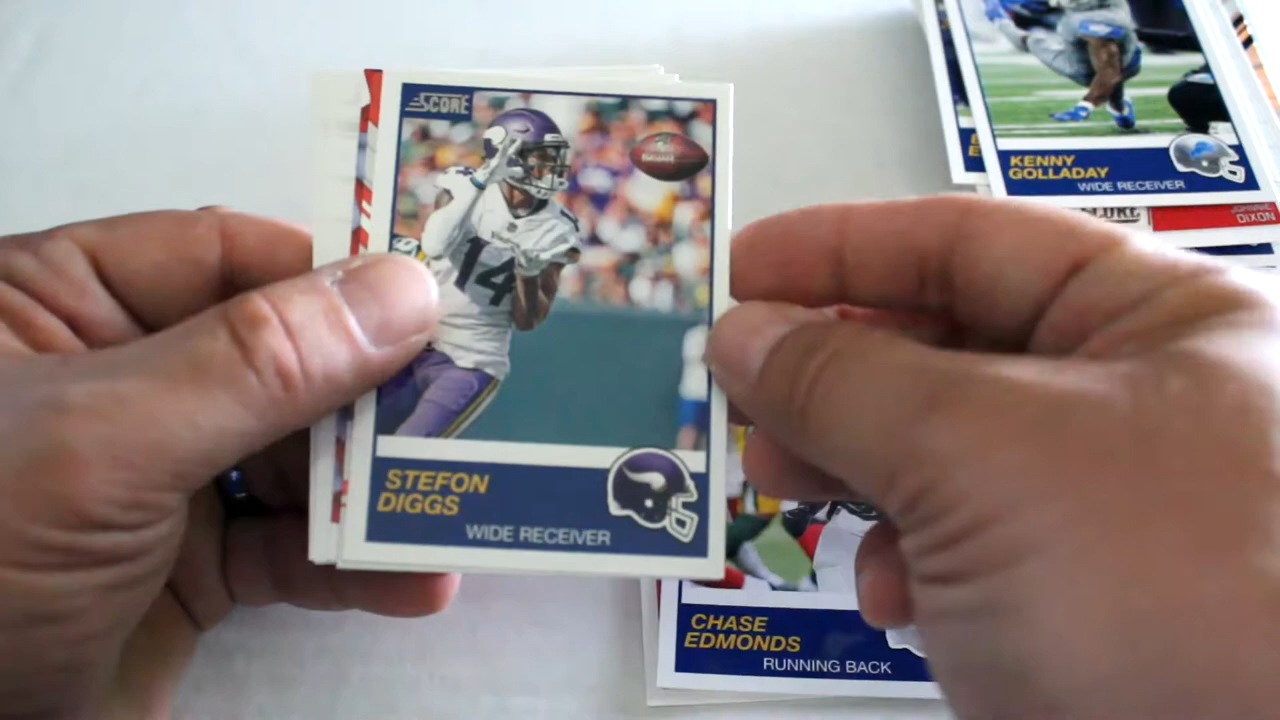 SCORE
14
STEFON
DIGGS
WIDE RECEIVER
KENNY
GOLLADAY
WIDE RECEIVER
DIXON
CHASE
EDMONDS
RUNNING BACK